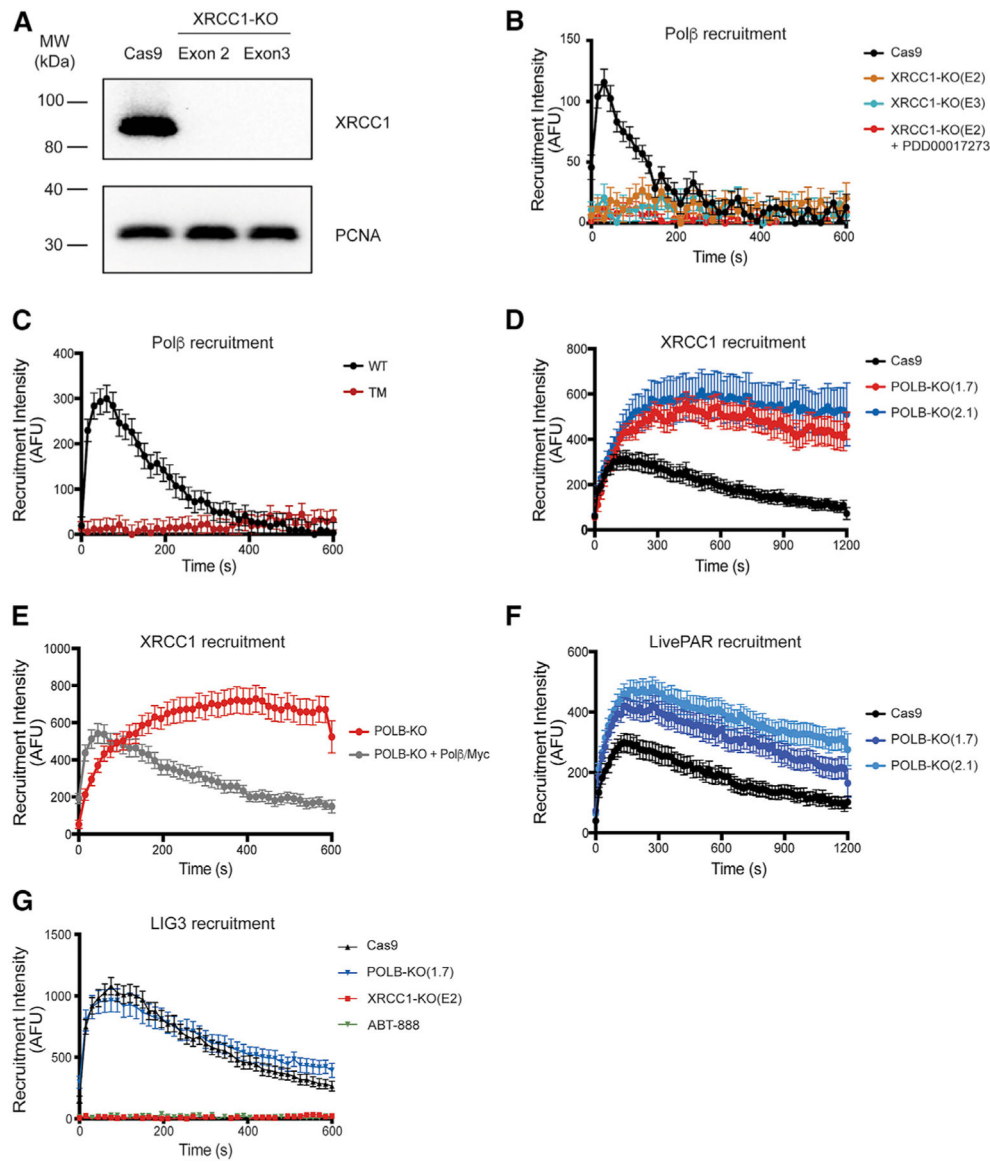 A
XRCC1-KO
MW
(kDa)
Cas9
Exon 2
Exon3
100
80
XRCC1
40
30
PCNA
B
Polβ recruitment
Recruitment Intensity
(AFU)
150
100
50
0
0
200
400
600
Time (s)
Cas9
XRCC1-KO(E2)
XRCC1-KO(E3)
XRCC1-KO(E2)
+ PDD00017273
C
Polβ recruitment
Recruitment Intensity
(AFU)
400
300
200
100
0
0
200
400
600
Time (s)
WT
TM
D
XRCC1 recruitment
Recruitment Intensity
(AFU)
800
600
400
200
0
0
300
600
900
1200
Time (s)
Cas9
POLB-KO(1.7)
POLB-KO(2.1)
E
XRCC1 recruitment
Recruitment Intensity
(AFU)
1000
800
600
400
200
0
0
200
400
600
Time (s)
POLB-KO
POLB-KO + Polβ/Myc
F
LivePAR recruitment
Recruitment Intensity
(AFU)
600
400
200
0
0
300
600
900
1200
Time (s)
Cas9
POLB-KO(1.7)
POLB-KO(2.1)
G
LIG3 recruitment
Recruitment Intensity
(AFU)
1500
1000
500
0
0
200
400
600
Time (s)
Cas9
POLB-KO(1.7)
XRCC1-KO(E2)
ABT-888